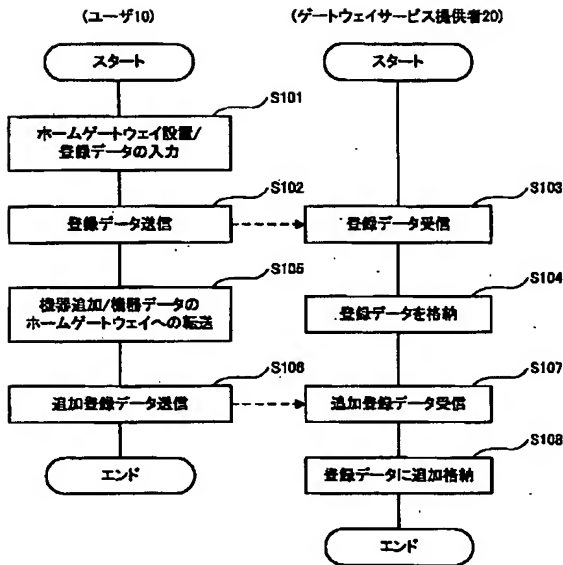 (ユーザ10)
(ゲートウェイサービス提供者20)
スタート
スタート
S101
ホームゲートウェイ設置/
登録データの入力
S102
登録データ送信
S103
登録データ受信
S105
機器追加/機器データの
ホームゲートウェイへの転送
S104
登録データを格納
S106
追加登録データ送信
S107
追加登録データ受信
エンド
S108
登録データに追加格納
エンド